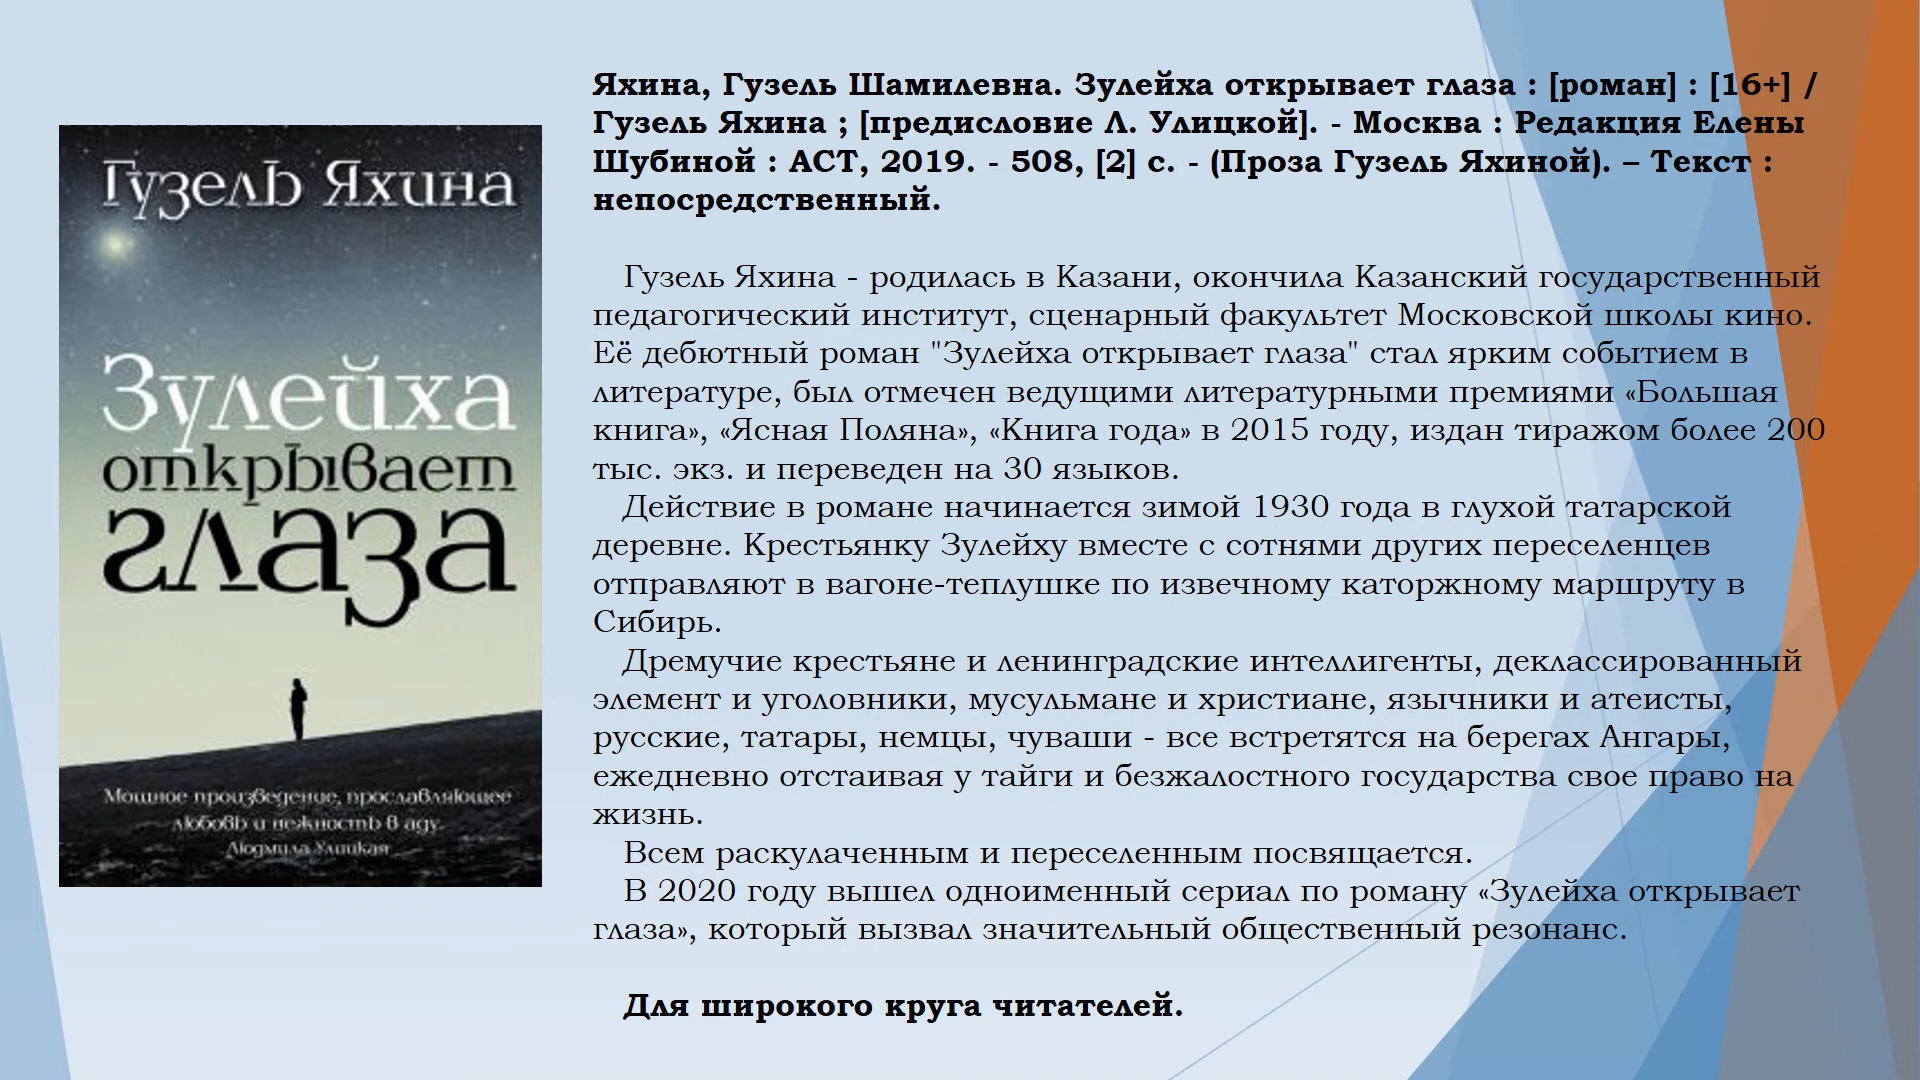 Гузель Яхина
Зулейха
открывает
глаза
Мощное произведение, прославляющее
любовь и нежность в аду.
Людмила Улицкая
Яхина, Гузель Шамилевна. Зулейха открывает глаза : [роман] : [16+] /
Гузель Яхина ; [предисловие Л. Улицкой]. - Москва : Редакция Елены
Шубиной : АСТ, 2019. - 508, [2] с. - (Проза Гузель Яхиной). – Текст :
непосредственный.
Гузель Яхина - родилась в Казани, окончила Казанский государственный
педагогический институт, сценарный факультет Московской школы кино.
Её дебютный роман "Зулейха открывает глаза" стал ярким событием в
литературе, был отмечен ведущими литературными премиями «Большая
книга», «Ясная Поляна», «Книга года» в 2015 году, издан тиражом более 200
тыс. экз. и переведен на 30 языков.
Действие в романе начинается зимой 1930 года в глухой татарской
деревне. Крестьянку Зулейху вместе с сотнями других переселенцев
отправляют в вагоне-теплушке по извечному каторжному маршруту в
Сибирь.
Дремучие крестьяне и ленинградские интеллигенты, деклассированный
элемент и уголовники, мусульмане и христиане, язычники и атеисты,
русские, татары, немцы, чуваши - все встретятся на берегах Ангары,
ежедневно отстаивая у тайги и безжалостного государства свое право на
жизнь.
Всем раскулаченным и переселенным посвящается.
В 2020 году вышел одноименный сериал по роману «Зулейха открывает
глаза», который вызвал значительный общественный резонанс.
Для широкого круга читателей.